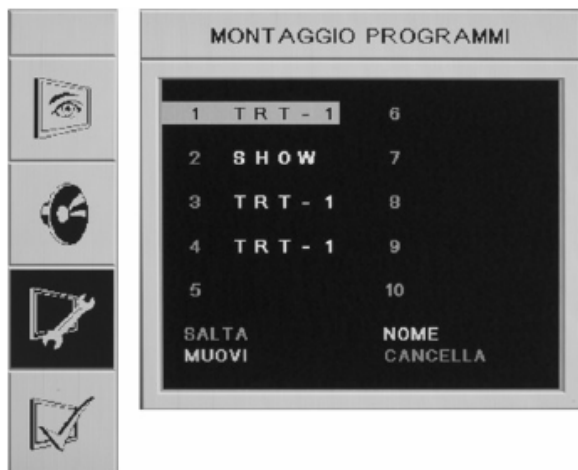 MONTAGGIO PROGRAMMI
1 TRT - 1 6
2 SHOW 7
3 TRT - 1 8
4 TRT - 1 9
5 10
SALTA NOME
MUOVI CANCELLA